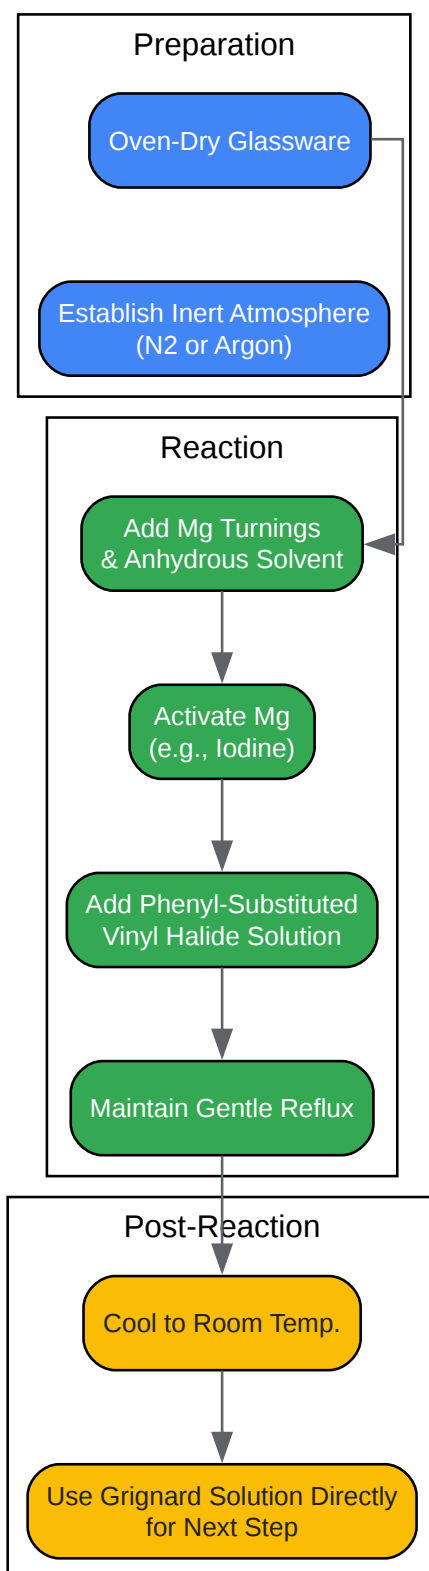 Preparation
Oven-Dry Glassware
Establish Inert Atmosphere
(N2 or Argon)
Reaction
Add Mg Turnings
& Anhydrous Solvent
Activate Mg
(e.g., Iodine)
Add Phenyl-Substituted
Vinyl Halide Solution
Maintain Gentle Reflux
Post-Reaction
Cool to Room Temp.
Use Grignard Solution Directly
for Next Step